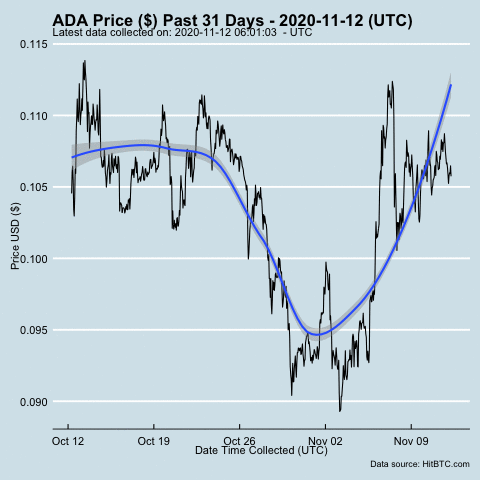 ADA Price ($) Past 31 Days - 2020-11-12 (UTC)
Latest data collected on: 2020-11-12 06:01:03 - UTC
0.115
0.110
0.105
0.100
0.095
0.090
Price USD ($)
Oct 12 Oct 19 Oct 26 Nov 02 Nov 09
Date Time Collected (UTC)
Data source: HitBTC.com